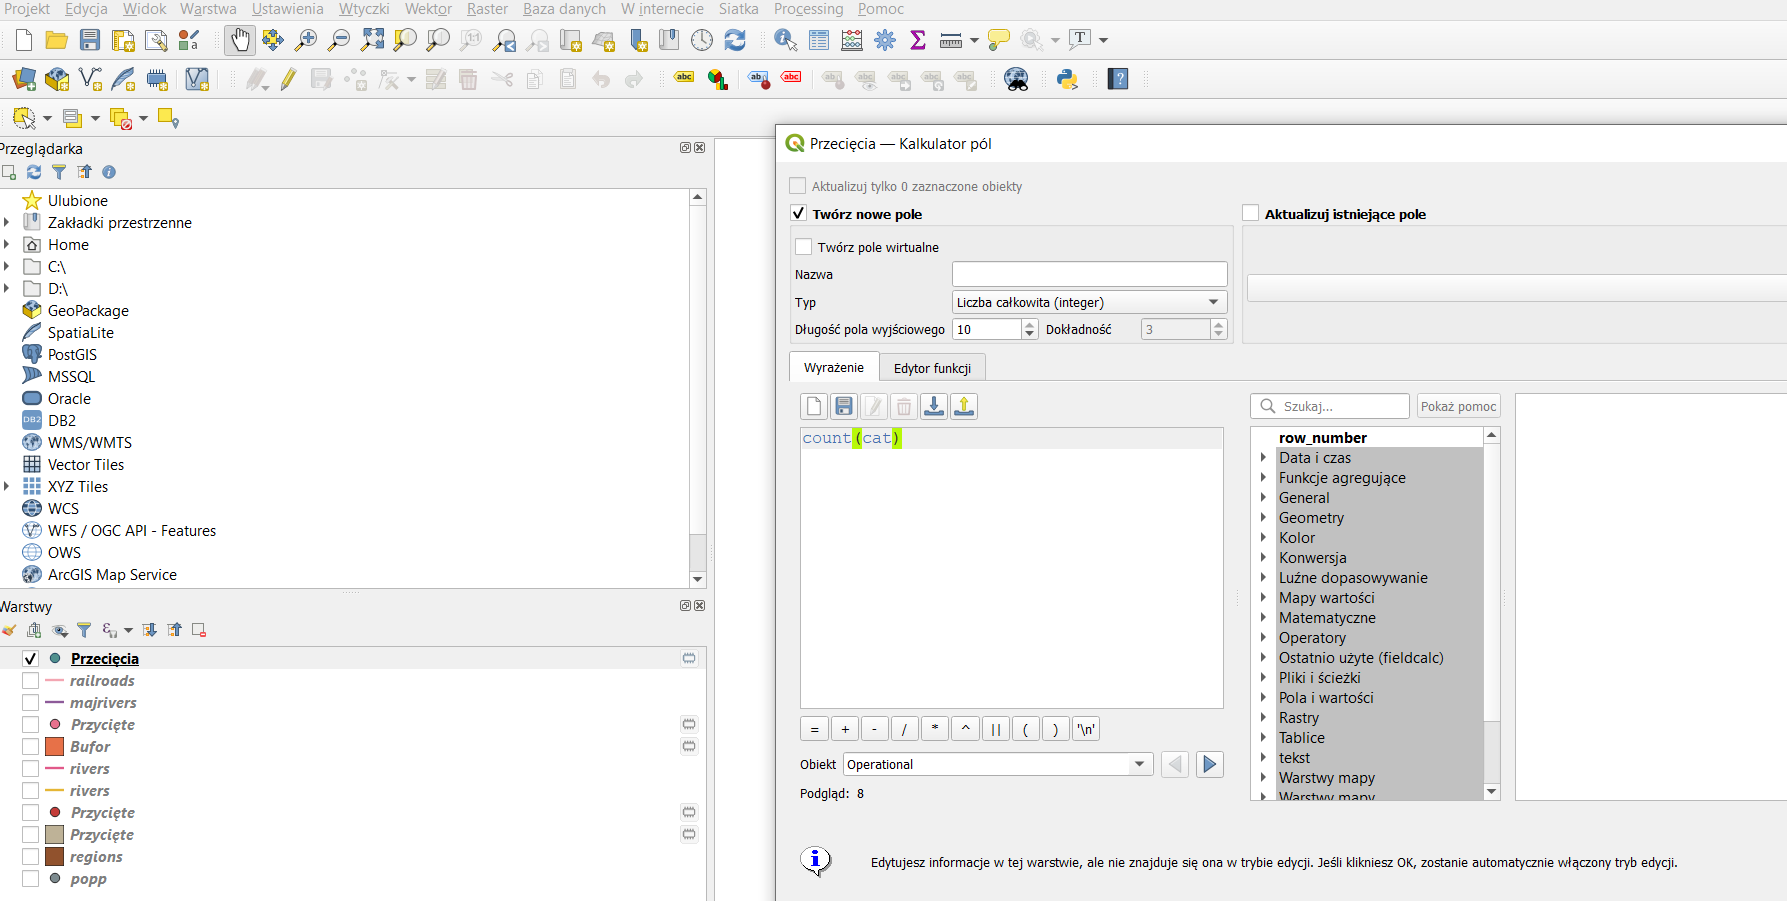 Projekt Edycja Widok Warstwa Ustawienia Wtyczki Wektor Raster Baza danych W internecie Siatka Processing Pomoc
Przeglądarka
Ulubione
Zakładki przestrzenne
Home
C:\
D:\
GeoPackage
SpatiaLite
PostGIS
MSSQL
Oracle
DB2
WMS/WMTS
Vector Tiles
XYZ Tiles
WCS
WFS / OGC API - Features
OWS
ArcGIS Map Service
Warstwy
Przecięcia
railroads
majrivers
Przycięte
Bufor
rivers
rivers
Przycięte
Przycięte
regions
popp
Przecięcia — Kalkulator pól
Aktualizuj tylko 0 zaznaczone obiekty
Twórz nowe pole
Aktualizuj istniejące pole
Twórz pole wirtualne
Nazwa
Typ Liczba całkowita (integer)
Długość pola wyjściowego 10 Dokładność 3
Wyrażenie Edytor funkcji
count(cat)
= + - / * ^ || ( ) '\n'
Obiekt Operational
Podgląd: 8
Szukaj... Pokaż pomoc
row_number
Data i czas
Funkcje agregujące
General
Geometry
Kolor
Konwersja
Luźne dopasowywanie
Mapy wartości
Matematyczne
Operatory
Ostatnio użyte (fieldcalc)
Pliki i ścieżki
Pola i wartości
Rastry
Tablice
tekst
Warstwy mapy
Warstwy mapy
Edytujesz informacje w tej warstwie, ale nie znajduje się ona w trybie edycji. Jeśli klikniesz OK, zostanie automatycznie włączony tryb edycji.